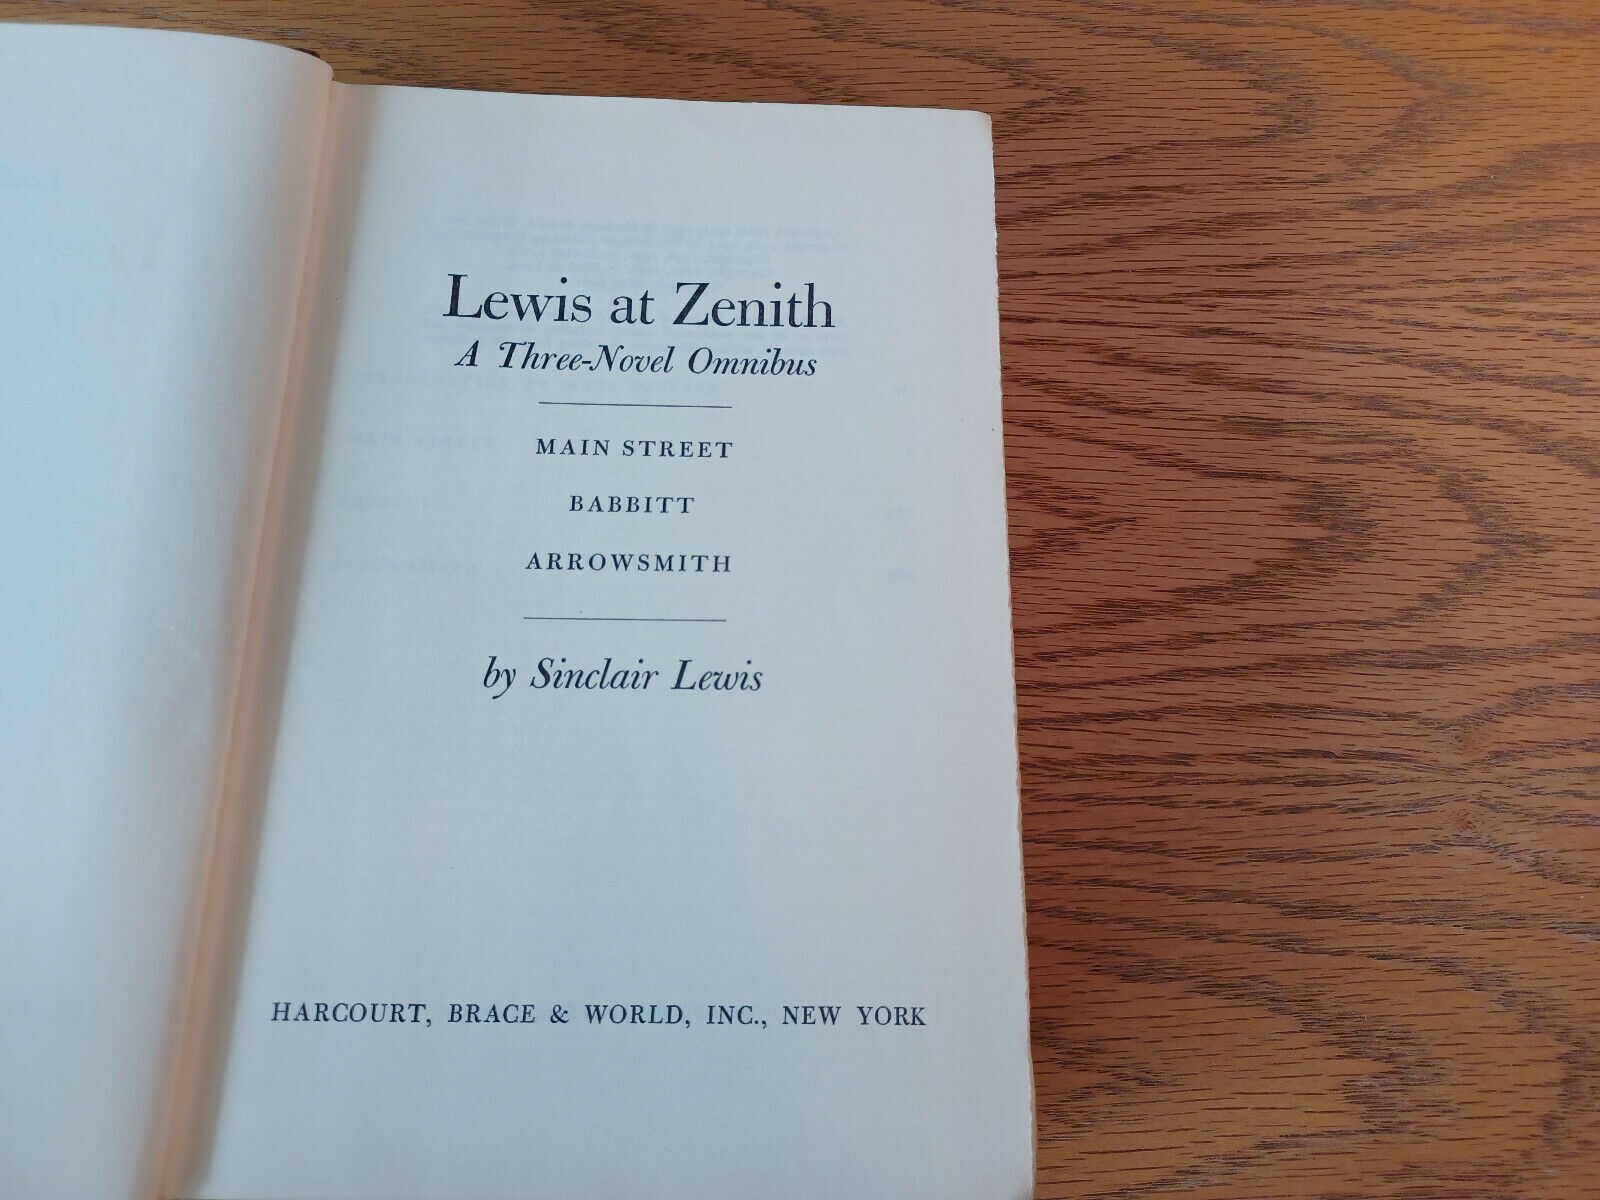 Lewis at Zenith
A Three-Novel Omnibus
MAIN STREET
BABBITT
ARROWSMITH
by Sinclair Lewis
HARCOURT, BRACE & WORLD, INC., NEW YORK